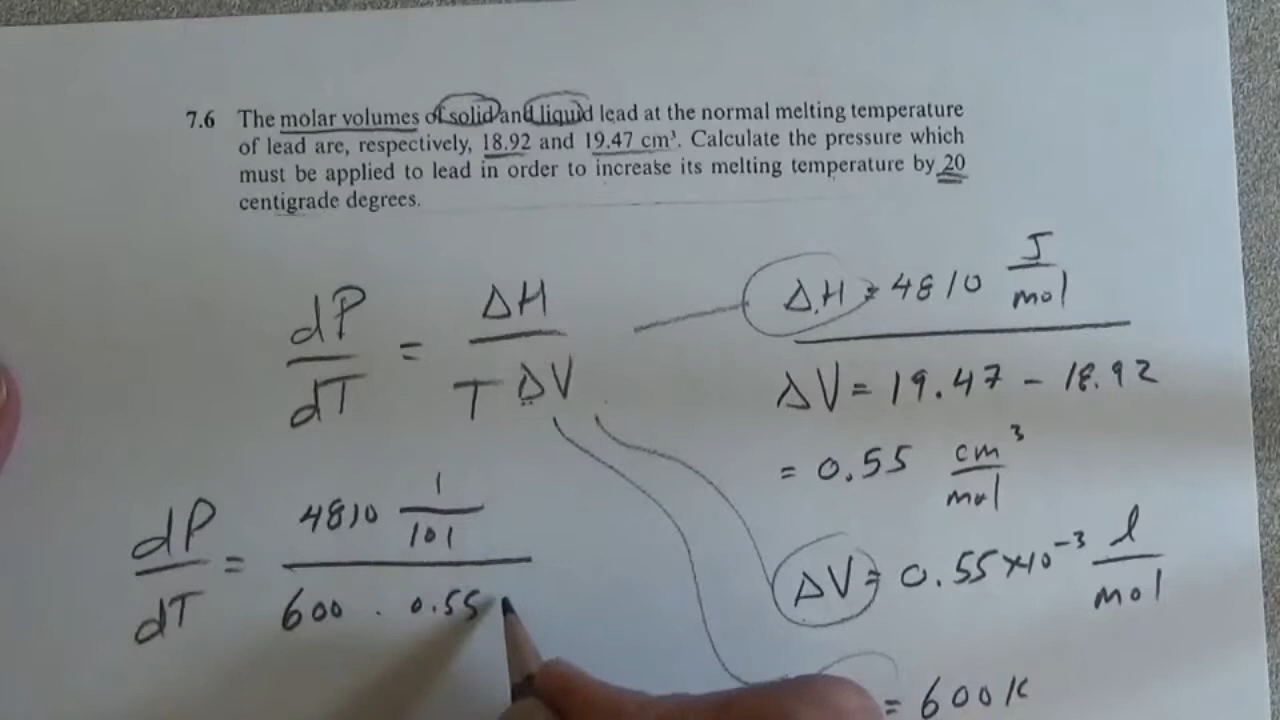 7.6 The molar volumes of solid and liquid lead at the normal melting temperature
of lead are, respectively, 18.92 and 19.47 cm³. Calculate the pressure which
must be applied to lead in order to increase its melting temperature by 20
centigrade degrees.
dP/dT = ΔH/(T ΔV)
ΔH = 4810 J/mol
ΔV = 19.47 - 18.92
= 0.55 cm³/mol
dP/dT = 4810 1/101 / 600 . 0.55
ΔV = 0.55×10⁻³ l/mol
= 600K